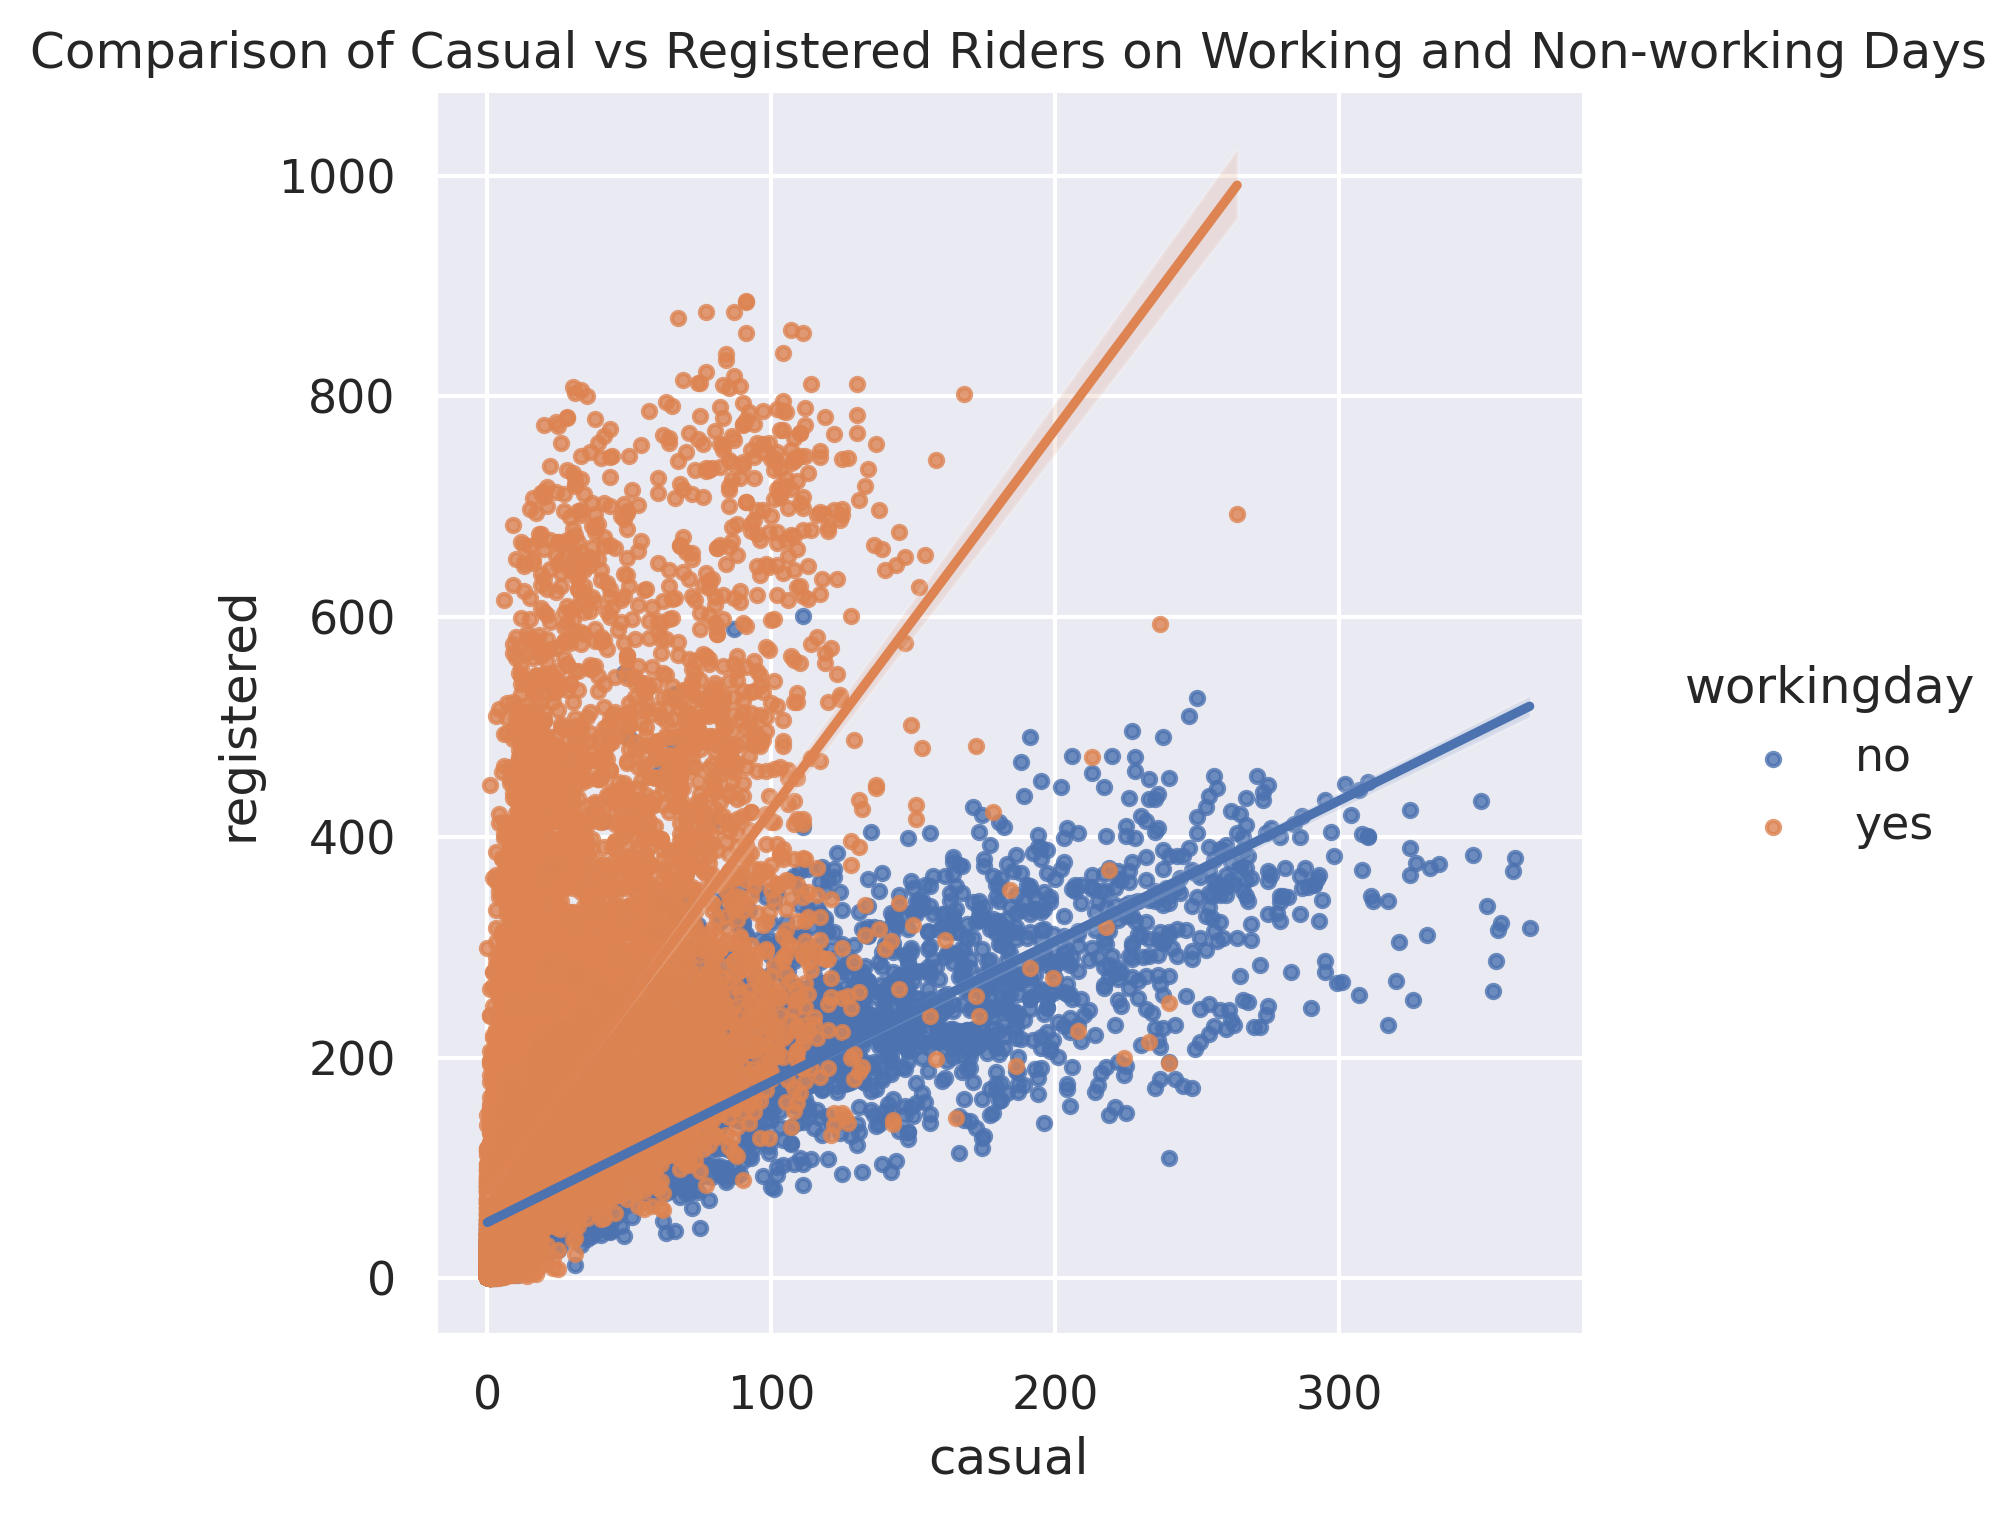 Comparison of Casual vs Registered Riders on Working and Non-working Days
1000
800
600
400
200
0
registered
0 100 200 300
casual
workingday
no
yes